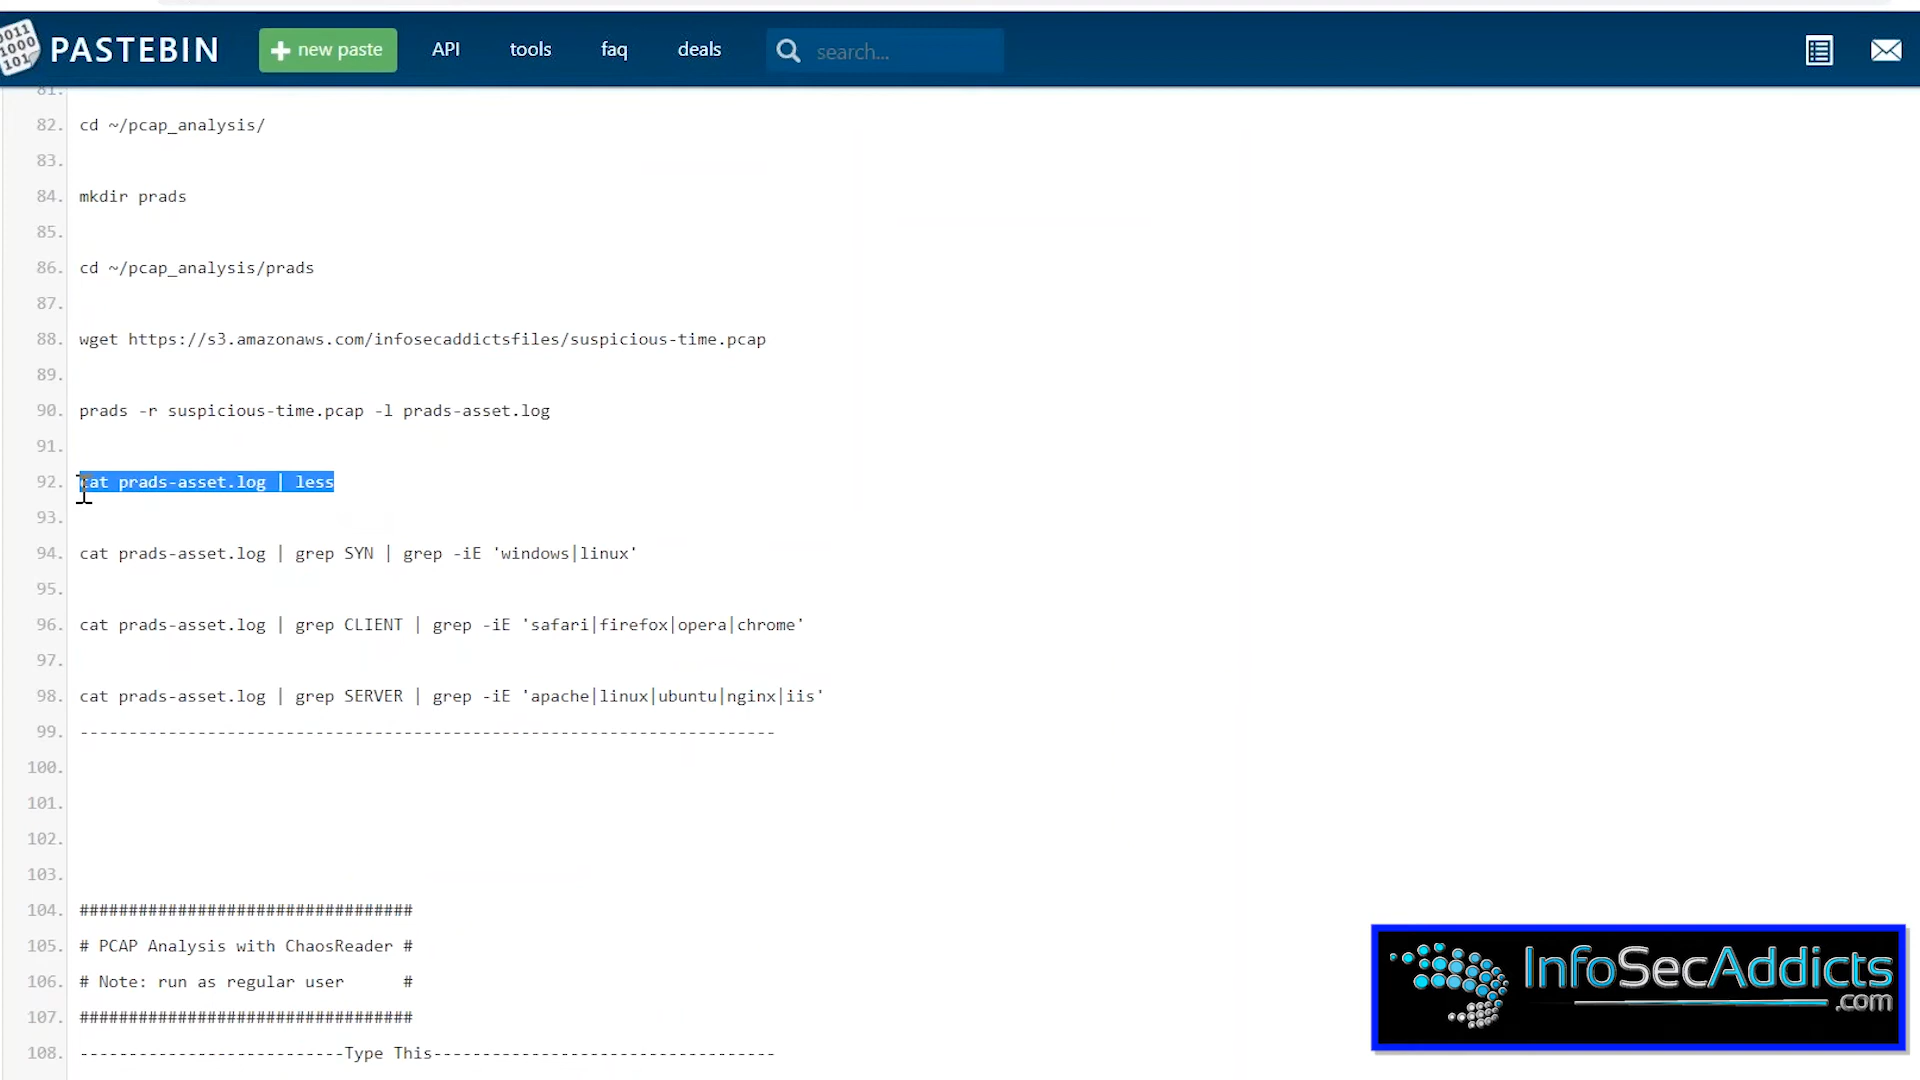 0011
1000
101
PASTEBIN
new paste
API
tools
faq
deals
search...
81.
82. cd ~/pcap_analysis/
83.
84. mkdir prads
85.
86. cd ~/pcap_analysis/prads
87.
88. wget https://s3.amazonaws.com/infosecaddictsfiles/suspicious-time.pcap
89.
90. prads -r suspicious-time.pcap -l prads-asset.log
91.
92. cat prads-asset.log | less
93.
94. cat prads-asset.log | grep SYN | grep -iE 'windows|linux'
95.
96. cat prads-asset.log | grep CLIENT | grep -iE 'safari|firefox|opera|chrome'
97.
98. cat prads-asset.log | grep SERVER | grep -iE 'apache|linux|ubuntu|nginx|iis'
99. -----------------------------------------------------------------------
100.
101.
102.
103.
104. ##################################
105. # PCAP Analysis with ChaosReader #
106. # Note: run as regular user      #
107. ##################################
108. ---------------------------Type This-----------------------------------
InfoSecAddicts
.com